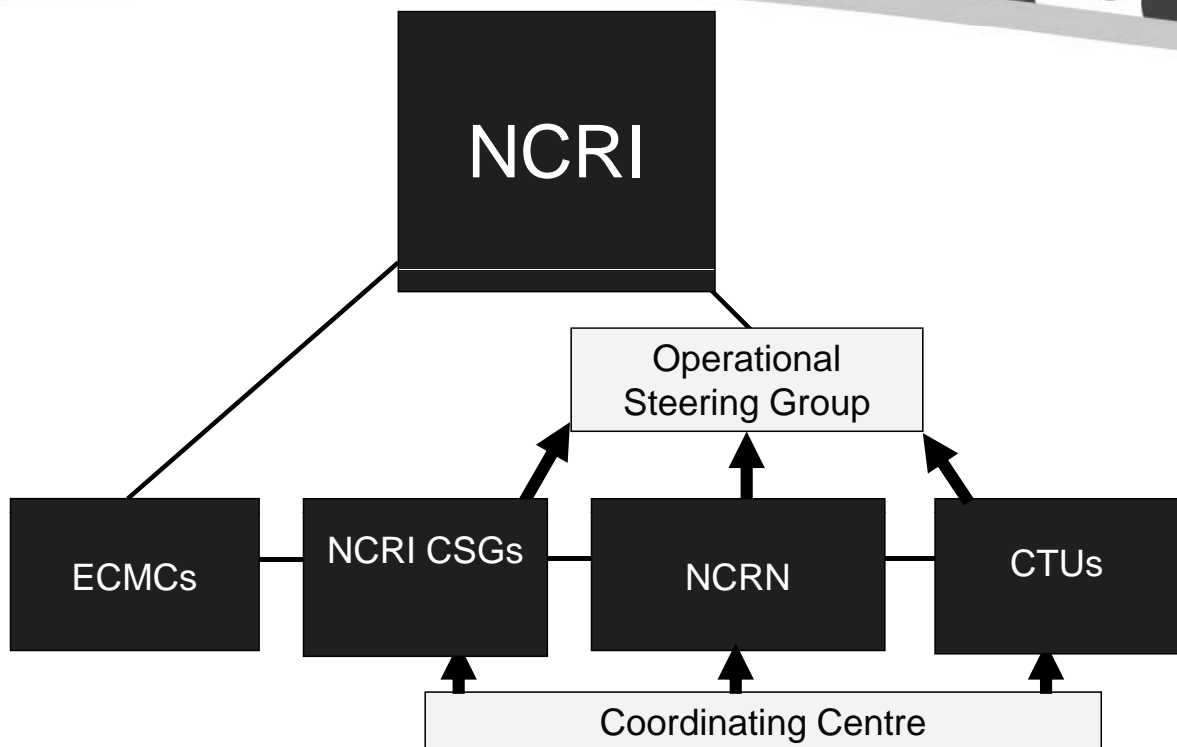 NCRI
Operational
Steering Group
ECMCs
NCRI CSGs
NCRN
CTUs
Coordinating Centre